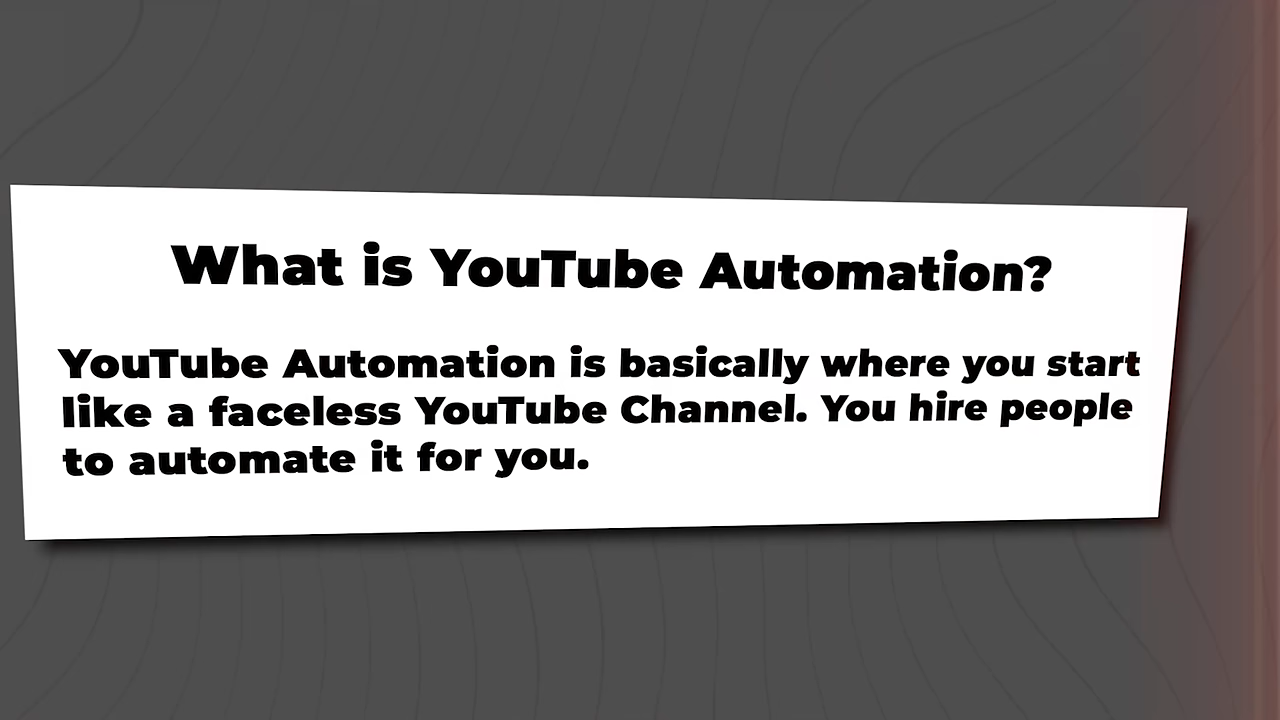 What is YouTube Automation?
YouTube Automation is basically where you start
like a faceless YouTube Channel. You hire people
to automate it for you.